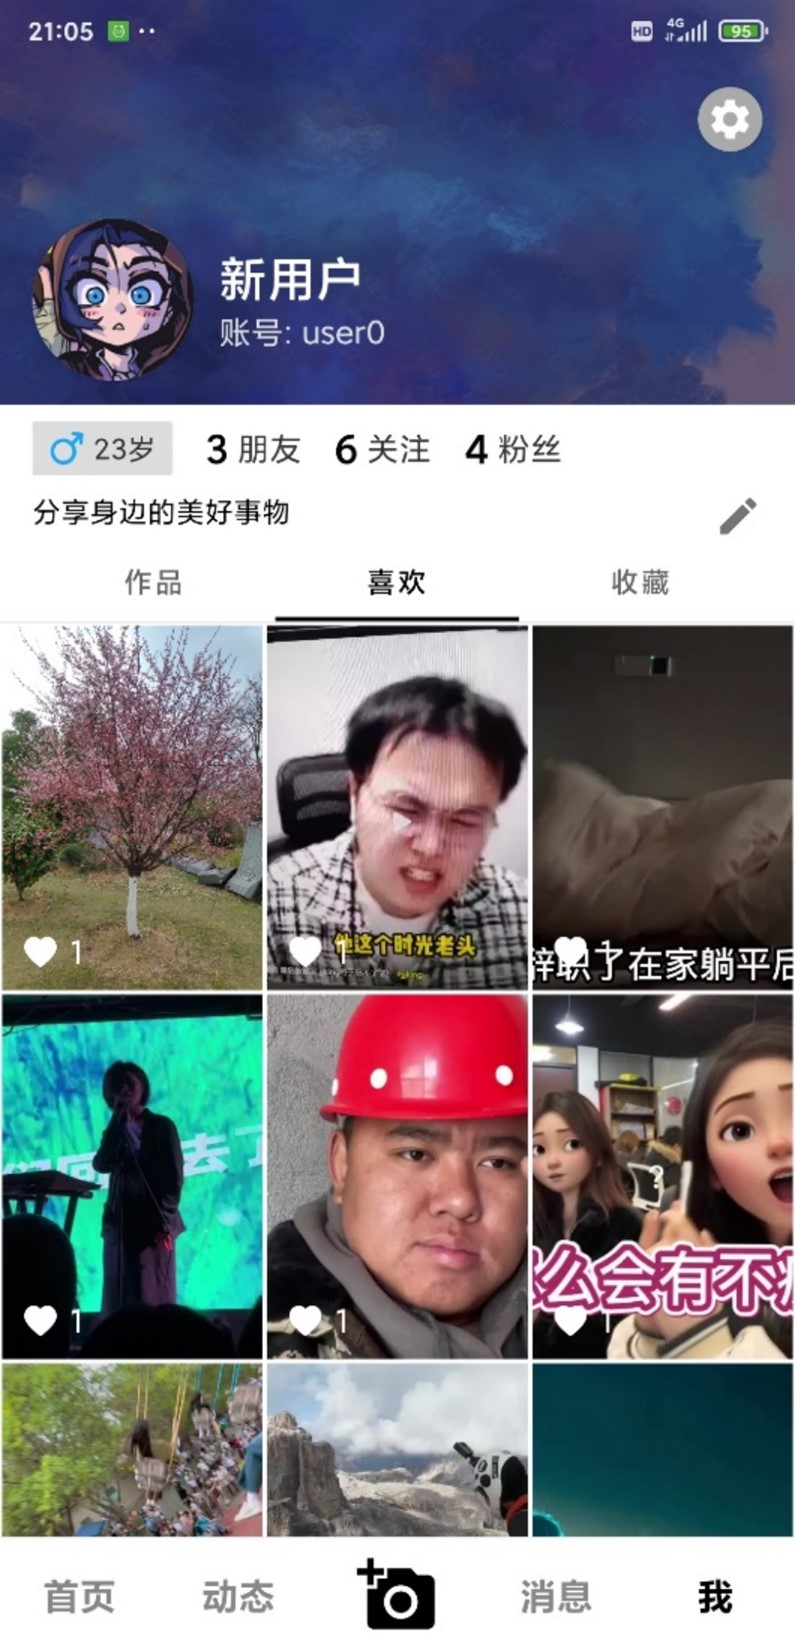 21:05
HD 4G 95
新用户
账号: user0
23岁 3 朋友 6 关注 4 粉丝
分享身边的美好事物
作品 喜欢 收藏
1
他这个时光老头
1
1
辞职了在家躺平后
去了
1
1
?
么会有不
1
首页 动态 消息 我